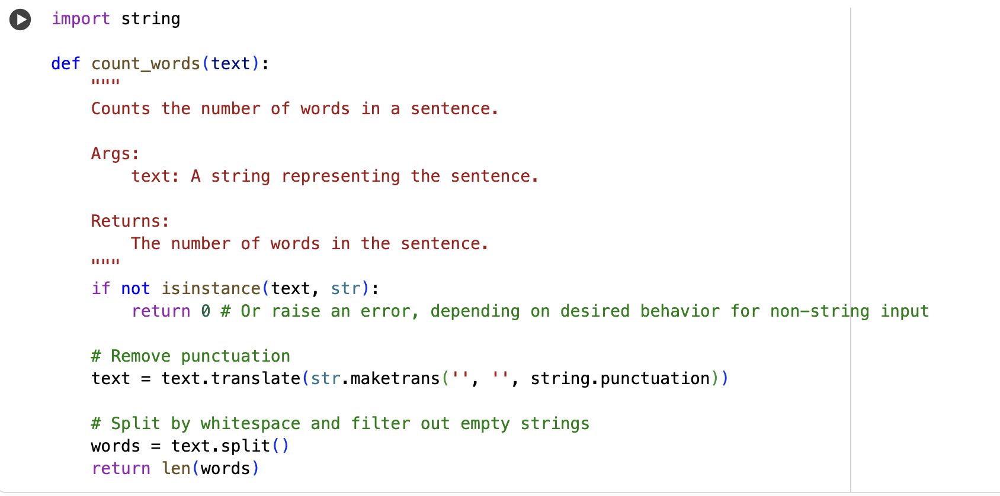 import string
def count_words(text):
    """
    Counts the number of words in a sentence.
    Args:
        text: A string representing the sentence.
    Returns:
        The number of words in the sentence.
    """
    if not isinstance(text, str):
        return 0 # Or raise an error, depending on desired behavior for non-string input
    # Remove punctuation
    text = text.translate(str.maketrans('', '', string.punctuation))
    # Split by whitespace and filter out empty strings
    words = text.split()
    return len(words)